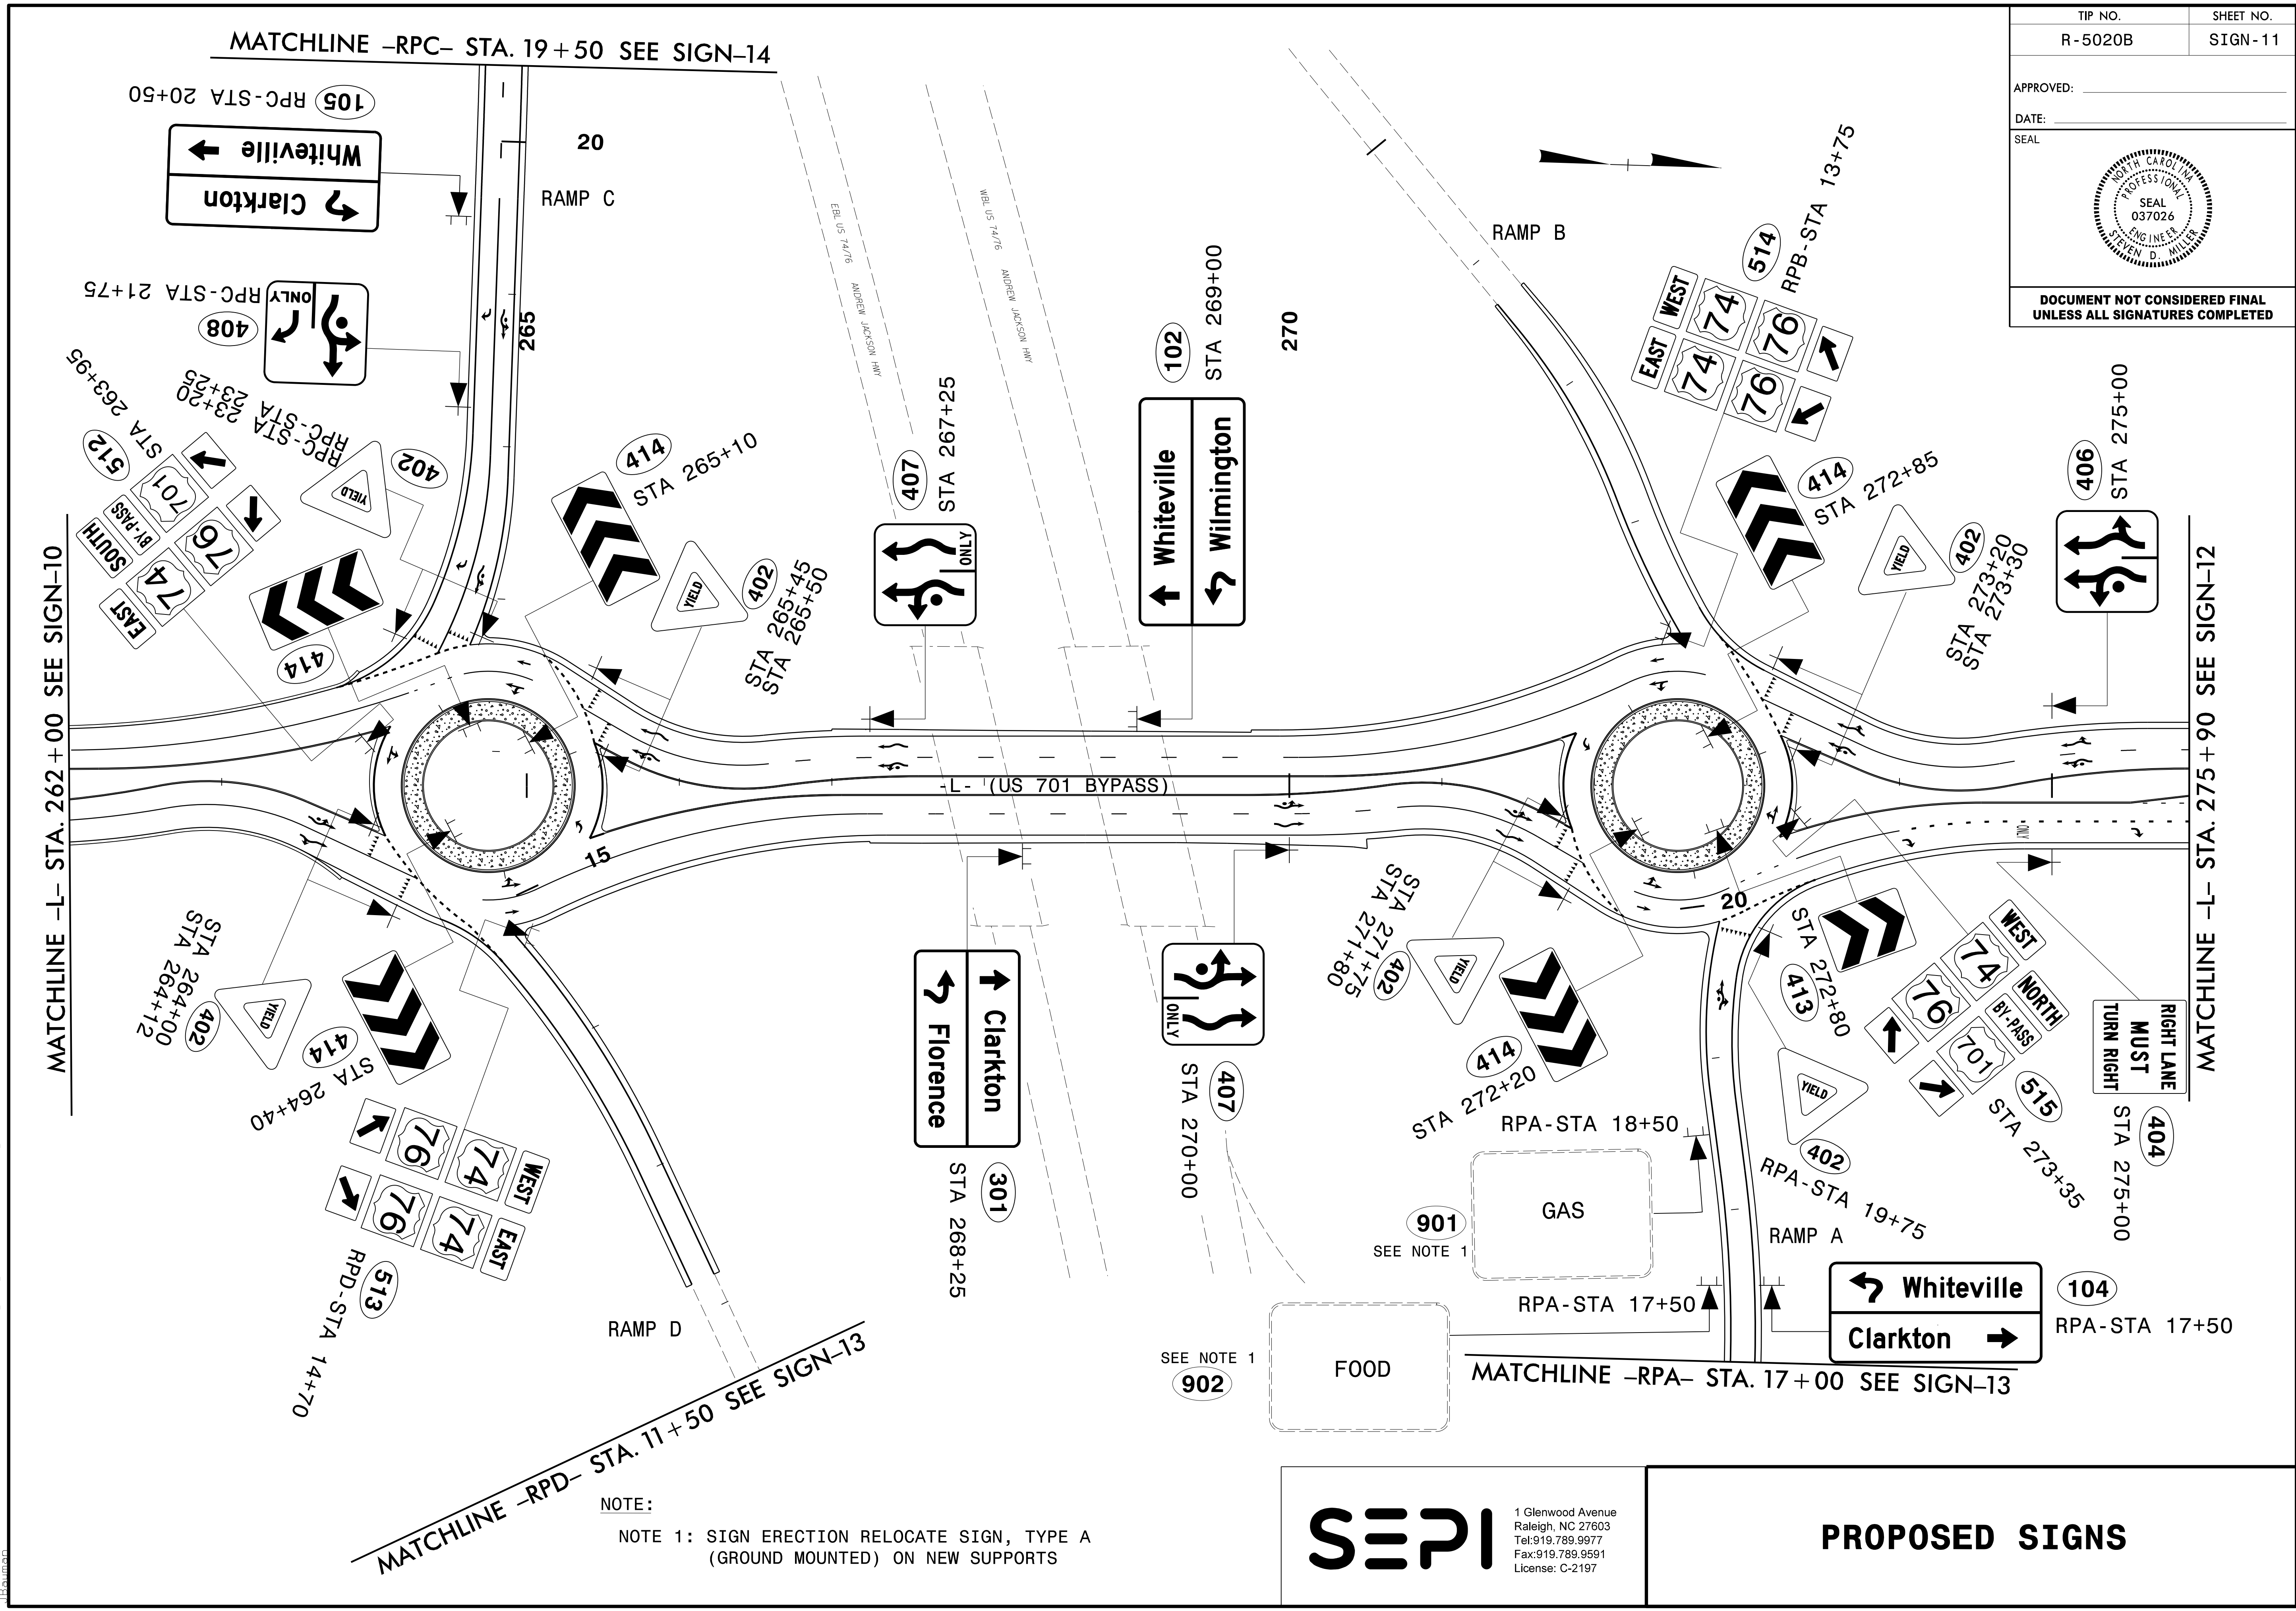 TIP NO.
SHEET NO.
R-5020B
SIGN-11
APPROVED:
DATE:
SEAL
NORTH CAROLINA
PROFESSIONAL
SEAL
037026
ENGINEER
STEVEN D. MILLER
DOCUMENT NOT CONSIDERED FINAL
UNLESS ALL SIGNATURES COMPLETED
MATCHLINE –RPC– STA. 19+50 SEE SIGN–14
105
RPC-STA 20+50
Clarkton
Whiteville
20
RAMP C
408
RPC-STA 21+75
ONLY
265
402
RPC-STA 23+20
RPC-STA 23+25
YIELD
512
STA 263+95
SOUTH
BY-PASS
701
EAST
74
76
414
414
STA 265+10
YIELD
402
STA 265+45
STA 265+50
EBL US 74/76 ANDREW JACKSON HWY
WBL US 74/76 ANDREW JACKSON HWY
407
STA 267+25
ONLY
102
STA 269+00
Whiteville
Wilmington
270
RAMP B
514
RPB-STA 13+75
WEST
74
76
EAST
74
76
414
STA 272+85
YIELD
402
STA 273+20
STA 273+30
406
STA 275+00
MATCHLINE –L– STA. 262+00 SEE SIGN–10
MATCHLINE –L– STA. 275+90 SEE SIGN–12
-L- (US 701 BYPASS)
15
20
ONLY
STA 264+00
STA 264+12
402
YIELD
414
STA 264+40
WEST
74
76
EAST
74
76
513
RPD-STA 14+70
RAMP D
MATCHLINE –RPD– STA. 11+50 SEE SIGN–13
Clarkton
Florence
301
STA 268+25
ONLY
407
STA 270+00
STA 271+75
STA 271+80
402
YIELD
414
STA 272+20
413
STA 272+80
WEST
74
76
NORTH
BY-PASS
701
515
STA 273+35
RIGHT LANE
MUST
TURN RIGHT
404
STA 275+00
YIELD
402
RPA-STA 19+75
RPA-STA 18+50
GAS
901
SEE NOTE 1
RAMP A
RPA-STA 17+50
FOOD
SEE NOTE 1
902
Whiteville
Clarkton
104
RPA-STA 17+50
MATCHLINE –RPA– STA. 17+00 SEE SIGN–13
NOTE:
NOTE 1: SIGN ERECTION RELOCATE SIGN, TYPE A
(GROUND MOUNTED) ON NEW SUPPORTS
SEPI
1 Glenwood Avenue
Raleigh, NC 27603
Tel:919.789.9977
Fax:919.789.9591
License: C-2197
PROPOSED SIGNS